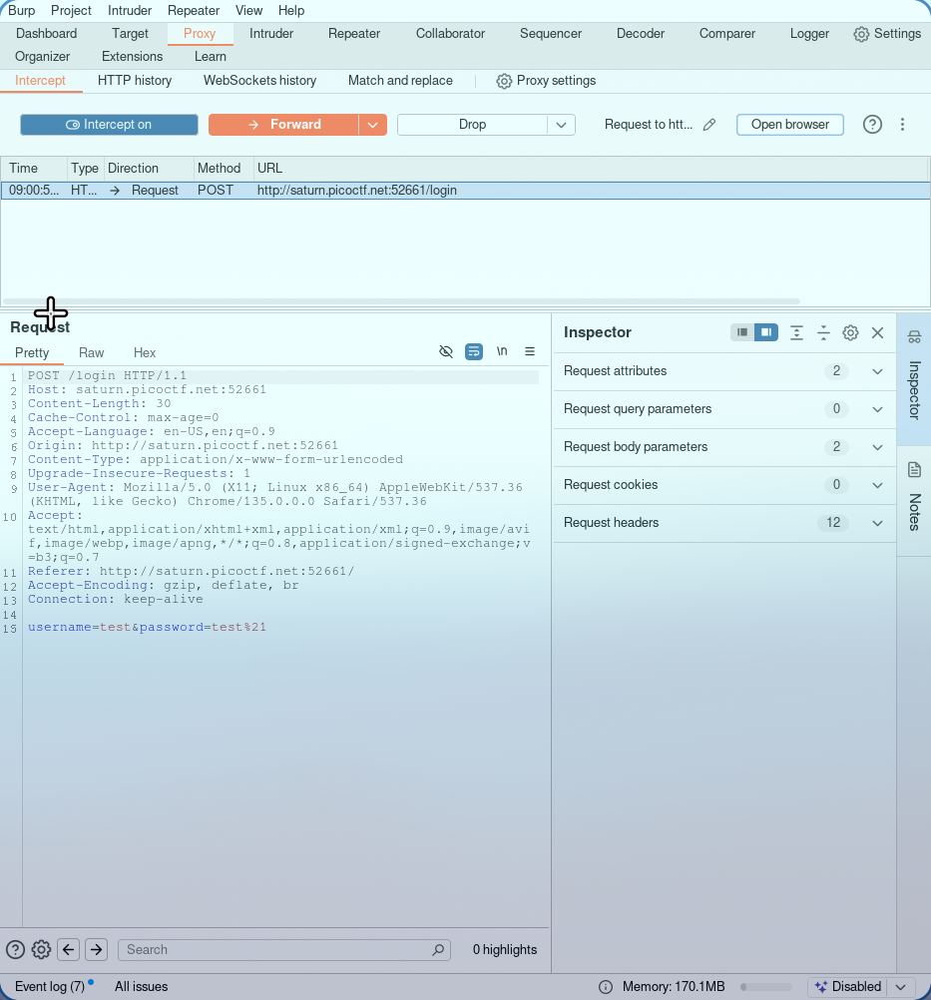 Burp Project Intruder Repeater View Help
Dashboard Target Proxy Intruder Repeater Collaborator Sequencer Decoder Comparer Logger Settings
Organizer Extensions Learn
Intercept HTTP history WebSockets history Match and replace Proxy settings
Intercept on Forward Drop Request to htt... Open browser
Time Type Direction Method URL
09:00:5... HT... → Request POST http://saturn.picoctf.net:52661/login
Request
Pretty Raw Hex \n
1 POST /login HTTP/1.1
2 Host: saturn.picoctf.net:52661
3 Content-Length: 30
4 Cache-Control: max-age=0
5 Accept-Language: en-US,en;q=0.9
6 Origin: http://saturn.picoctf.net:52661
7 Content-Type: application/x-www-form-urlencoded
8 Upgrade-Insecure-Requests: 1
9 User-Agent: Mozilla/5.0 (X11; Linux x86_64) AppleWebKit/537.36
(KHTML, like Gecko) Chrome/135.0.0.0 Safari/537.36
10 Accept:
text/html,application/xhtml+xml,application/xml;q=0.9,image/avi
f,image/webp,image/apng,*/*;q=0.8,application/signed-exchange;v
=b3;q=0.7
11 Referer: http://saturn.picoctf.net:52661/
12 Accept-Encoding: gzip, deflate, br
13 Connection: keep-alive
14
15 username=test&password=test%21
Inspector
Request attributes 2
Request query parameters 0
Request body parameters 2
Request cookies 0
Request headers 12
Inspector
Notes
Search 0 highlights
Event log (7) All issues Memory: 170.1MB Disabled